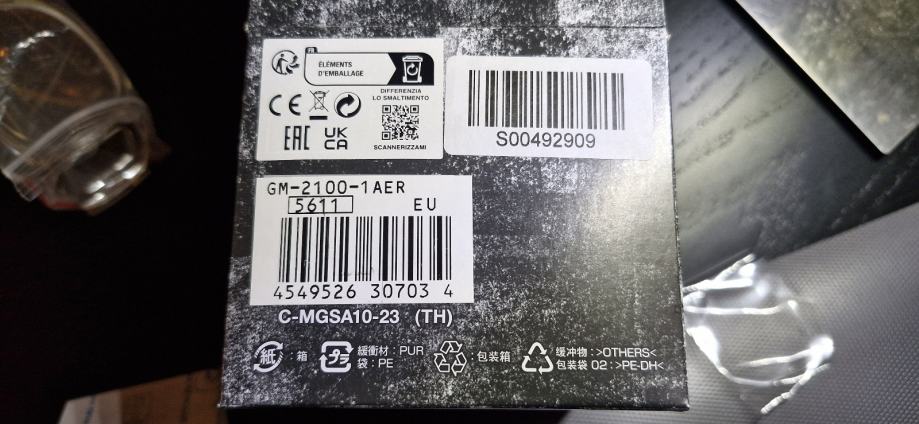 ÉLÉMENTS
D'EMBALLAGE
DIFFERENZIA
LO SMALTIMENTO
CE
EAC
UK
CA
SCANNERIZZAMI
S00492909
GM-2100-1AER
5611 EU
4549526 30703 4
C-MGSA10-23 (TH)
紙 : 箱
プラ 緩衝材 : PUR
袋 : PE
包装箱
缓冲物 : >OTHERS<
包装袋 02 : >PE-DH<